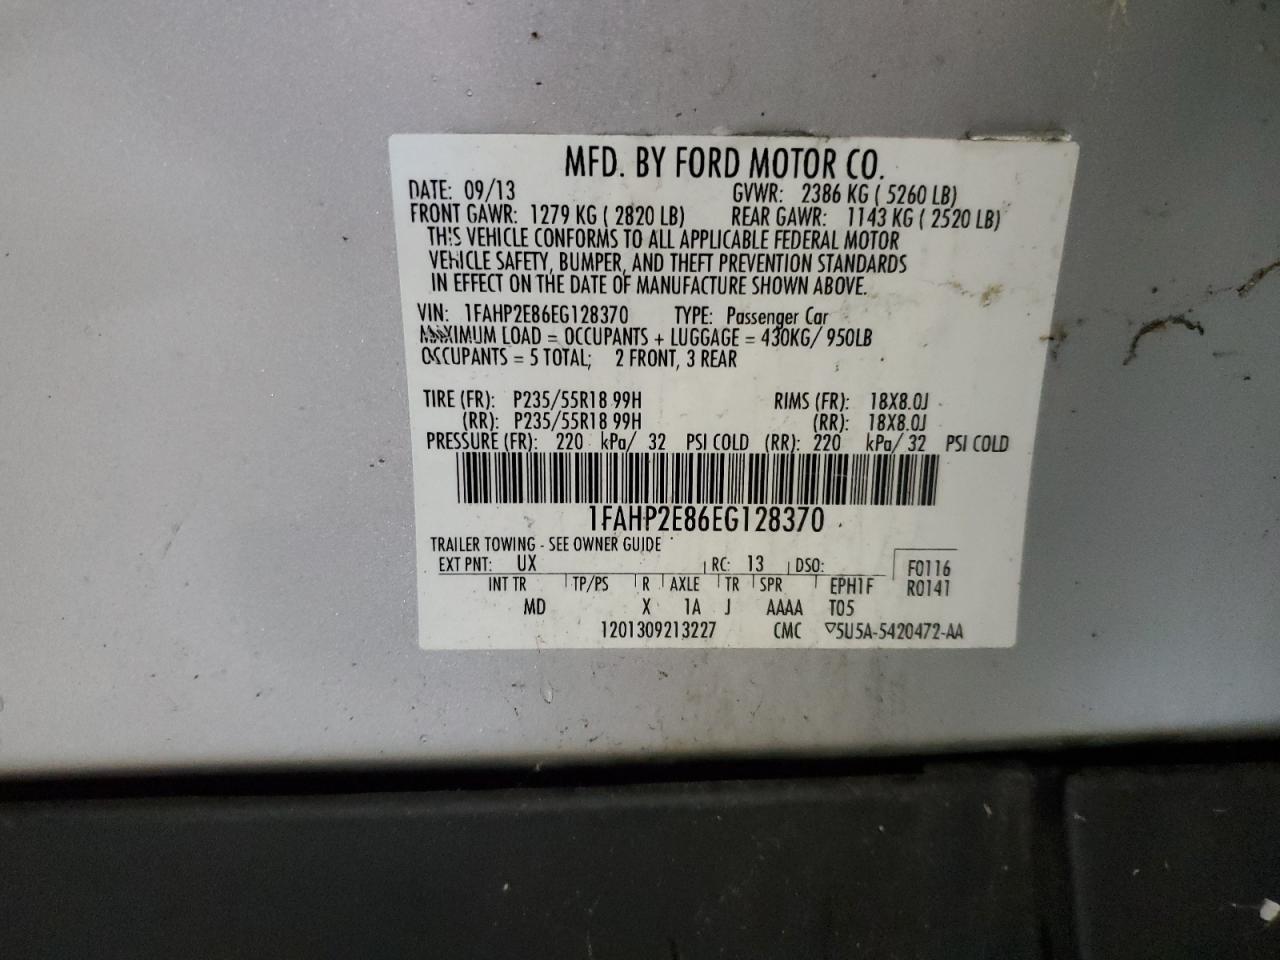 MFD. BY FORD MOTOR CO.
DATE: 09/13 GVWR: 2386 KG ( 5260 LB)
FRONT GAWR: 1279 KG ( 2820 LB) REAR GAWR: 1143 KG ( 2520 LB)
THIS VEHICLE CONFORMS TO ALL APPLICABLE FEDERAL MOTOR
VEHICLE SAFETY, BUMPER, AND THEFT PREVENTION STANDARDS
IN EFFECT ON THE DATE OF MANUFACTURE SHOWN ABOVE.
VIN: 1FAHP2E86EG128370 TYPE: Passenger Car
MAXIMUM LOAD = OCCUPANTS + LUGGAGE = 430KG/ 950LB
OCCUPANTS = 5 TOTAL; 2 FRONT, 3 REAR
TIRE (FR): P235/55R18 99H RIMS (FR): 18X8.0J
(RR): P235/55R18 99H (RR): 18X8.0J
PRESSURE (FR): 220 kPa/ 32 PSI COLD (RR): 220 kPa/ 32 PSI COLD
1FAHP2E86EG128370
TRAILER TOWING - SEE OWNER GUIDE
EXT PNT: UX RC: 13 DSO: F0116
INT TR TP/PS R AXLE TR SPR EPH1F R0141
MD X 1A J AAAA T05
1201309213227 CMC ▽5U5A-5420472-AA